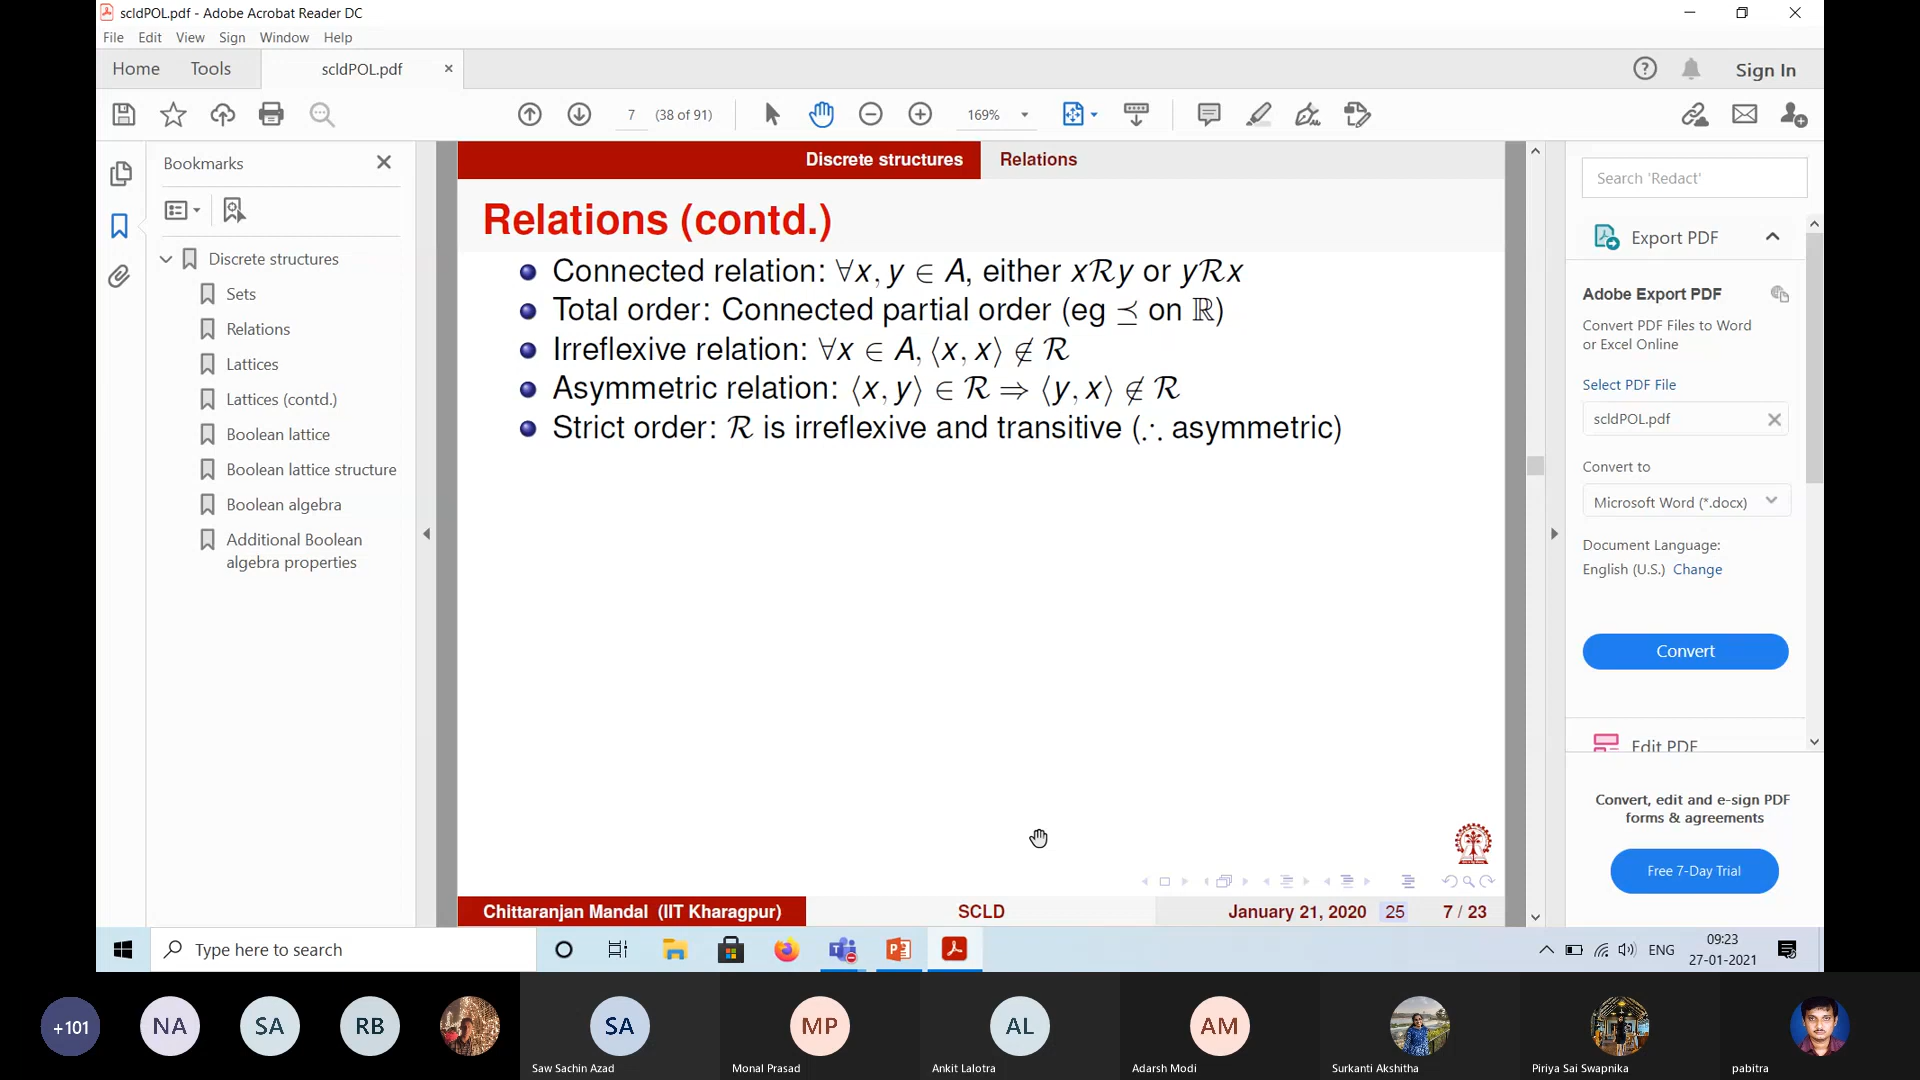 scldPOL.pdf - Adobe Acrobat Reader DC
File Edit View Sign Window Help
Home Tools scldPOL.pdf × Sign In
7 (38 of 91) 169%
Bookmarks
Discrete structures
Sets
Relations
Lattices
Lattices (contd.)
Boolean lattice
Boolean lattice structure
Boolean algebra
Additional Boolean
algebra properties
Discrete structures Relations
Relations (contd.)
Connected relation: ∀x, y ∈ A, either xℛy or yℛx
Total order: Connected partial order (eg ⪯ on ℝ)
Irreflexive relation: ∀x ∈ A, ⟨x, x⟩ ∉ ℛ
Asymmetric relation: ⟨x, y⟩ ∈ ℛ ⇒ ⟨y, x⟩ ∉ ℛ
Strict order: ℛ is irreflexive and transitive (∴ asymmetric)
Chittaranjan Mandal (IIT Kharagpur) SCLD January 21, 2020 25 7 / 23
Search 'Redact'
Export PDF
Adobe Export PDF
Convert PDF Files to Word
or Excel Online
Select PDF File
scldPOL.pdf
Convert to
Microsoft Word (*.docx)
Document Language:
English (U.S.) Change
Convert
Edit PDF
Convert, edit and e-sign PDF
forms & agreements
Free 7-Day Trial
Type here to search
ENG
09:23
27-01-2021
+101 NA SA RB SA MP AL AM
Saw Sachin Azad Monal Prasad Ankit Lalotra Adarsh Modi Surkanti Akshitha Piriya Sai Swapnika pabitra